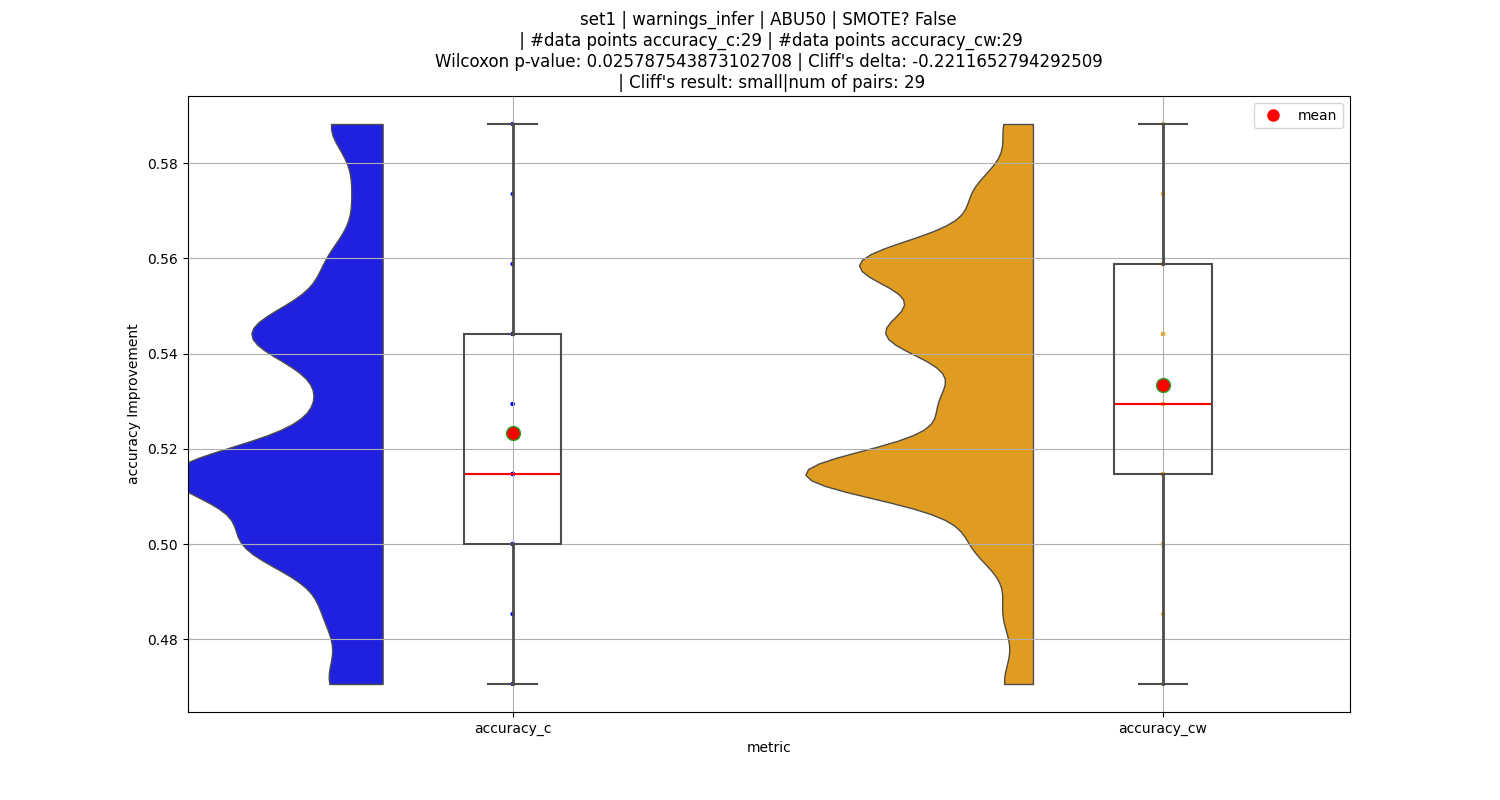 set1 | warnings_infer | ABU50 | SMOTE? False
| #data points accuracy_c:29 | #data points accuracy_cw:29
Wilcoxon p-value: 0.025787543873102708 | Cliff's delta: -0.2211652794292509
| Cliff's result: small|num of pairs: 29
mean
0.58
0.56
0.54
0.52
0.50
0.48
accuracy Improvement
accuracy_c
accuracy_cw
metric